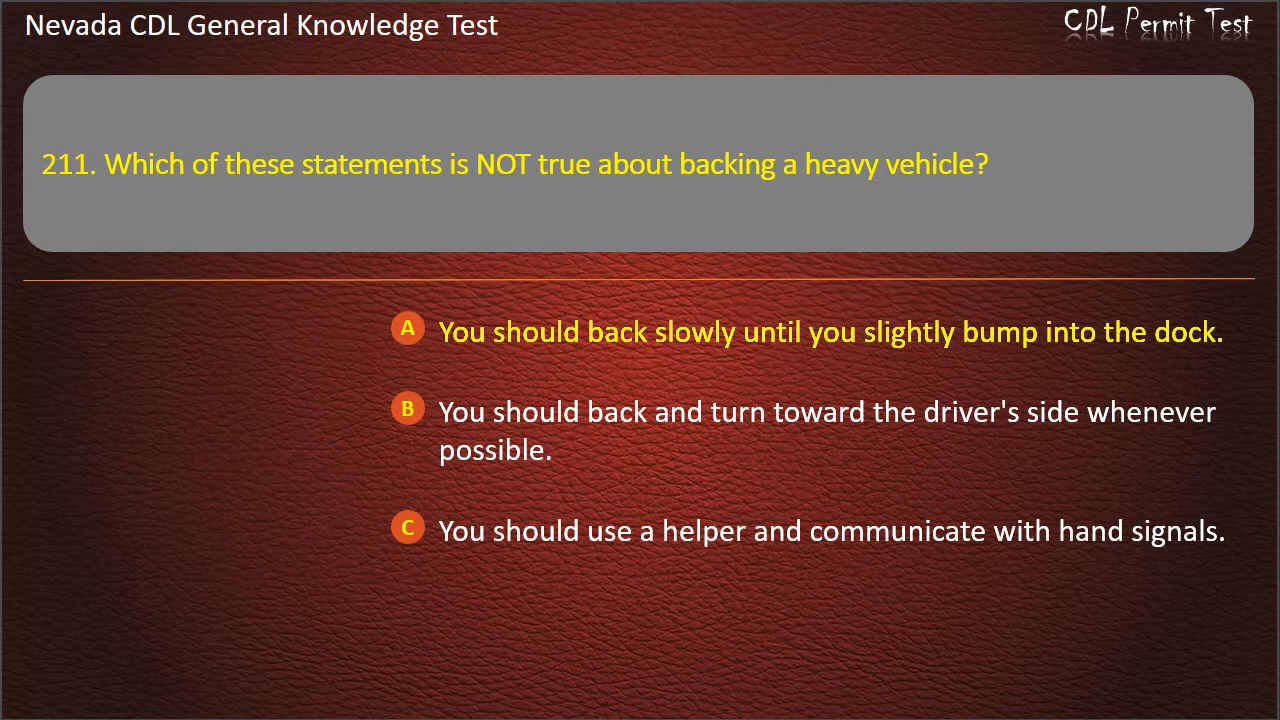 Nevada CDL General Knowledge Test
CDL Permit Test
211. Which of these statements is NOT true about backing a heavy vehicle?
A You should back slowly until you slightly bump into the dock.
B You should back and turn toward the driver's side whenever
possible.
C You should use a helper and communicate with hand signals.